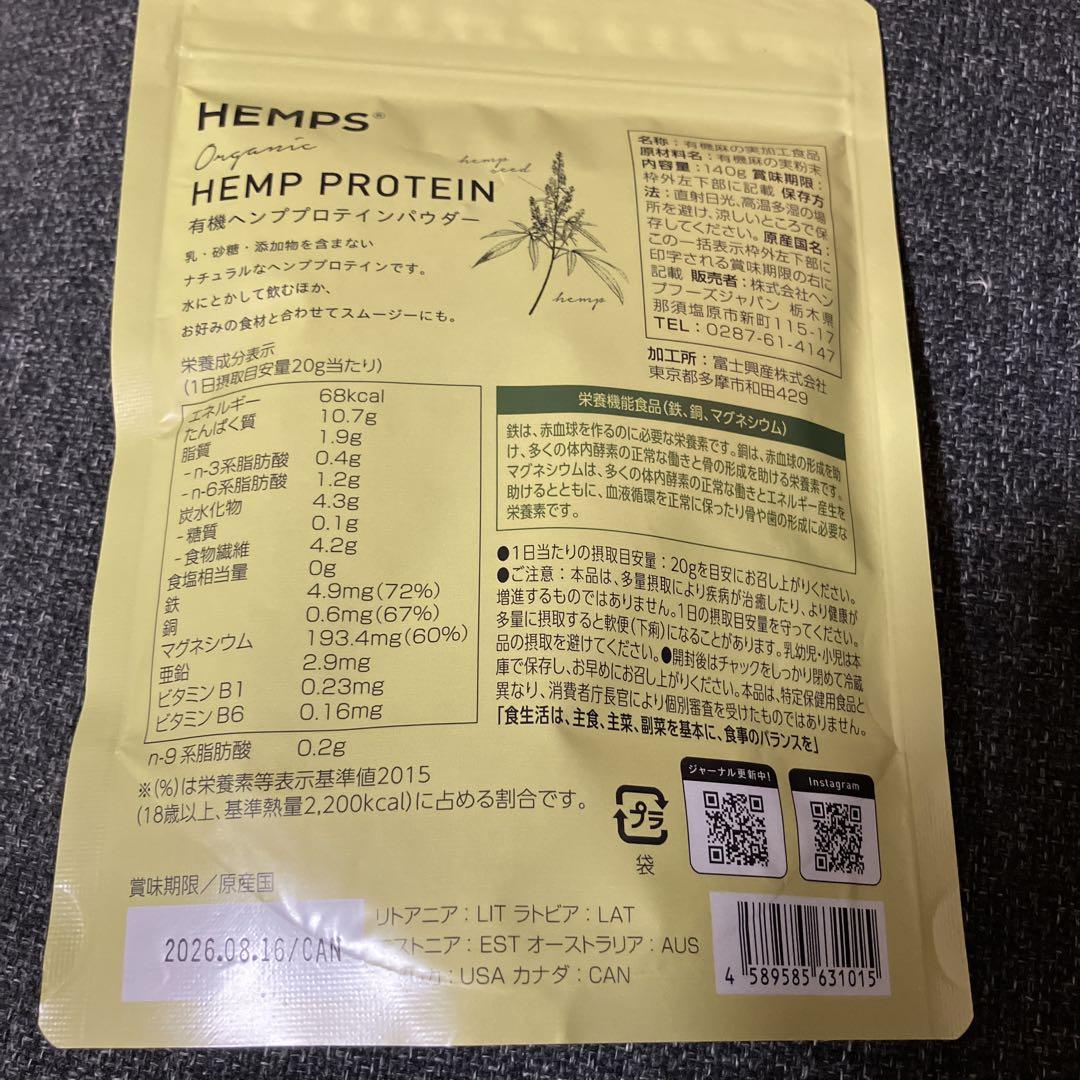 HEMPS®
Organic
HEMP PROTEIN
有機ヘンププロテインパウダー
hemp seed
hemp
乳・砂糖・添加物を含まない
ナチュラルなヘンププロテインです。
水にとかして飲むほか、
お好みの食材と合わせてスムージーにも。
名称：有機麻の実加工食品
原材料名：有機麻の実粉末
内容量：140g 賞味期限：
枠外左下部に記載 保存方
法：直射日光、高温多湿の場
所を避け、涼しいところで保
存してください。原産国名：
この一括表示枠外左下部に
印字される賞味期限の右に
記載 販売者：株式会社ヘン
プフーズジャパン 栃木県
那須塩原市新町115-17
TEL：0287-61-4147
加工所：富士興産株式会社
東京都多摩市和田429
栄養成分表示
(1日摂取目安量20g当たり)
エネルギー 68kcal
たんぱく質 10.7g
脂質 1.9g
-n-3系脂肪酸 0.4g
-n-6系脂肪酸 1.2g
炭水化物 4.3g
-糖質 0.1g
-食物繊維 4.2g
食塩相当量 0g
鉄 4.9mg(72%)
銅 0.6mg(67%)
マグネシウム 193.4mg(60%)
亜鉛 2.9mg
ビタミンB1 0.23mg
ビタミンB6 0.16mg
n-9系脂肪酸 0.2g
※(%)は栄養素等表示基準値2015
(18歳以上、基準熱量2,200kcal)に占める割合です。
栄養機能食品(鉄、銅、マグネシウム)
鉄は、赤血球を作るのに必要な栄養素です。銅は、赤血球の形成を助
け、多くの体内酵素の正常な働きと骨の形成を助ける栄養素です。
マグネシウムは、多くの体内酵素の正常な働きとエネルギー産生を
助けるとともに、血液循環を正常に保ったり骨や歯の形成に必要な
栄養素です。
●1日当たりの摂取目安量：20gを目安にお召し上がりください。
●ご注意：本品は、多量摂取により疾病が治癒したり、より健康が
増進するものではありません。1日の摂取目安量を守ってください。
多量に摂取すると軟便(下痢)になることがあります。乳幼児・小児は本
品の摂取を避けてください。●開封後はチャックをしっかり閉めて冷蔵
庫で保存し、お早めにお召し上がりください。本品は、特定保健用食品と
異なり、消費者庁長官により個別審査を受けたものではありません。
「食生活は、主食、主菜、副菜を基本に、食事のバランスを」
プラ
袋
ジャーナル更新中!
Instagram
賞味期限/原産国
2026.08.16/CAN
リトアニア：LIT ラトビア：LAT
ストニア：EST オーストラリア：AUS
：USA カナダ：CAN
4 589585 631015